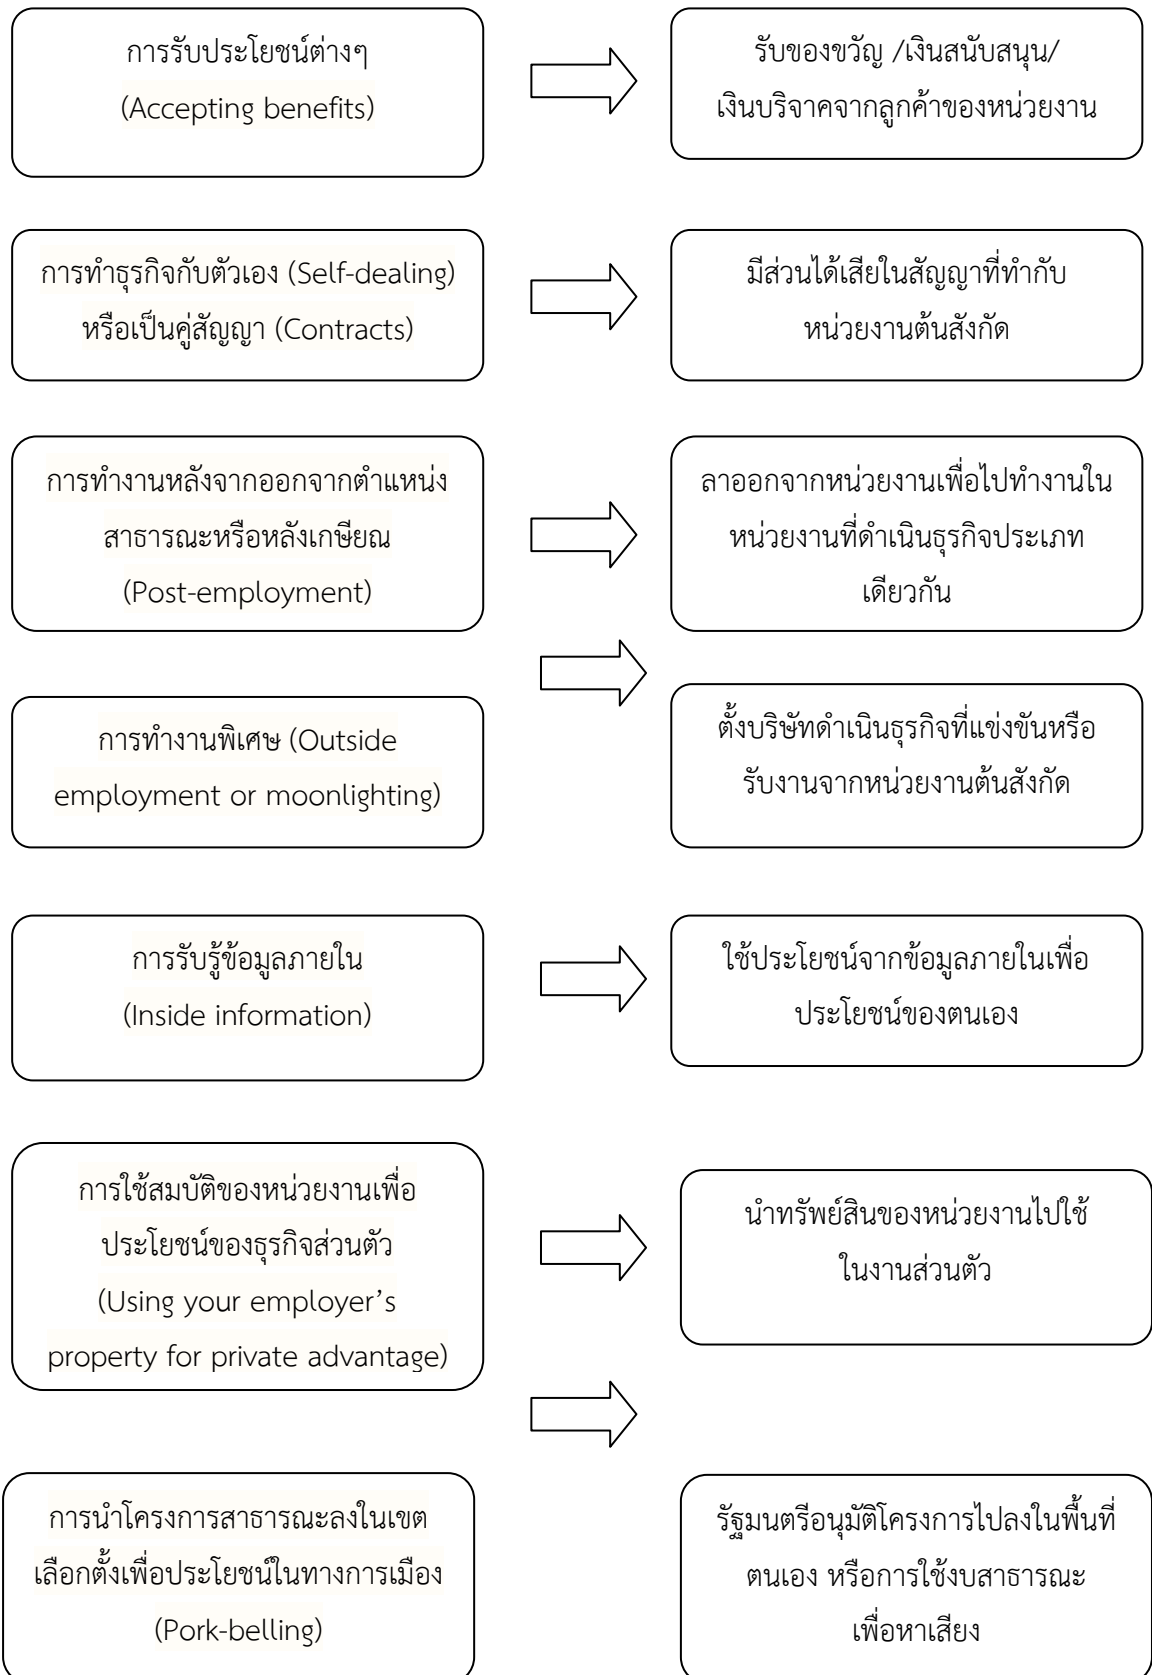 การรับประโยชน์ต่างๆ
(Accepting benefits)
รับของขวัญ /เงินสนับสนุน/
เงินบริจาคจากลูกค้าของหน่วยงาน
การทำธุรกิจกับตัวเอง (Self-dealing)
หรือเป็นคู่สัญญา (Contracts)
มีส่วนได้เสียในสัญญาที่ทำกับ
หน่วยงานต้นสังกัด
การทำงานหลังจากออกจากตำแหน่ง
สาธารณะหรือหลังเกษียณ
(Post-employment)
ลาออกจากหน่วยงานเพื่อไปทำงานใน
หน่วยงานที่ดำเนินธุรกิจประเภท
เดียวกัน
การทำงานพิเศษ (Outside
employment or moonlighting)
ตั้งบริษัทดำเนินธุรกิจที่แข่งขันหรือ
รับงานจากหน่วยงานต้นสังกัด
การรับรู้ข้อมูลภายใน
(Inside information)
ใช้ประโยชน์จากข้อมูลภายในเพื่อ
ประโยชน์ของตนเอง
การใช้สมบัติของหน่วยงานเพื่อ
ประโยชน์ของธุรกิจส่วนตัว
(Using your employer’s
property for private advantage)
นำทรัพย์สินของหน่วยงานไปใช้
ในงานส่วนตัว
การนำโครงการสาธารณะลงในเขต
เลือกตั้งเพื่อประโยชน์ในทางการเมือง
(Pork-belling)
รัฐมนตรีอนุมัติโครงการไปลงในพื้นที่
ตนเอง หรือการใช้งบสาธารณะ
เพื่อหาเสียง